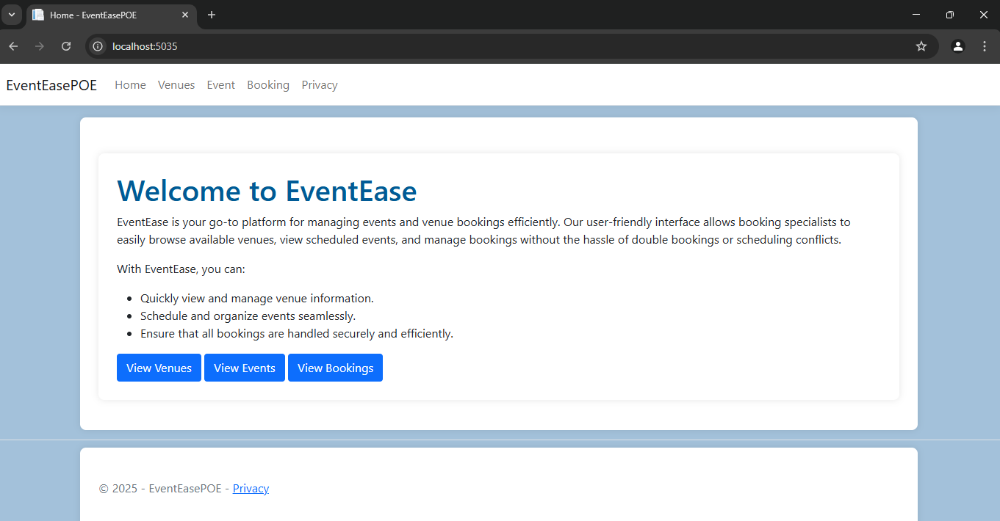 Home - EventEasePOE
localhost:5035
EventEasePOE Home Venues Event Booking Privacy
Welcome to EventEase
EventEase is your go-to platform for managing events and venue bookings efficiently. Our user-friendly interface allows booking specialists to
easily browse available venues, view scheduled events, and manage bookings without the hassle of double bookings or scheduling conflicts.
With EventEase, you can:
• Quickly view and manage venue information.
• Schedule and organize events seamlessly.
• Ensure that all bookings are handled securely and efficiently.
View Venues View Events View Bookings
© 2025 - EventEasePOE - Privacy